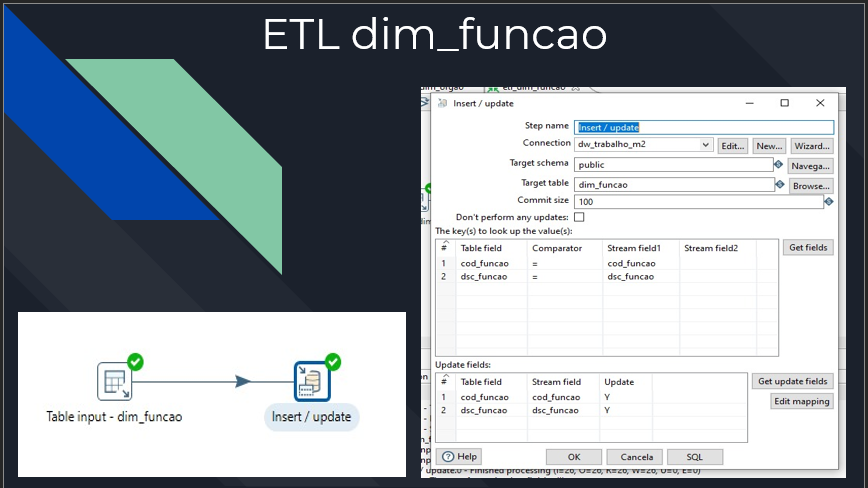 ETL dim_funcao
dim_orgao etl_dim_funcao
Insert / update
Step name Insert / update
Connection dw_trabalho_m2 Edit... New... Wizard...
Target schema public Navega...
Target table dim_funcao Browse...
Commit size 100
Don't perform any updates:
The key(s) to look up the value(s):
# Table field Comparator Stream field1 Stream field2 Get fields
1 cod_funcao = cod_funcao
2 dsc_funcao = dsc_funcao
Update fields:
# Table field Stream field Update Get update fields
1 cod_funcao cod_funcao Y Edit mapping
2 dsc_funcao dsc_funcao Y
Help OK Cancela SQL
/ update.0 - Finished processing (I=26, O=26, R=26, W=26, U=0, E=0)
Table input - dim_funcao Insert / update